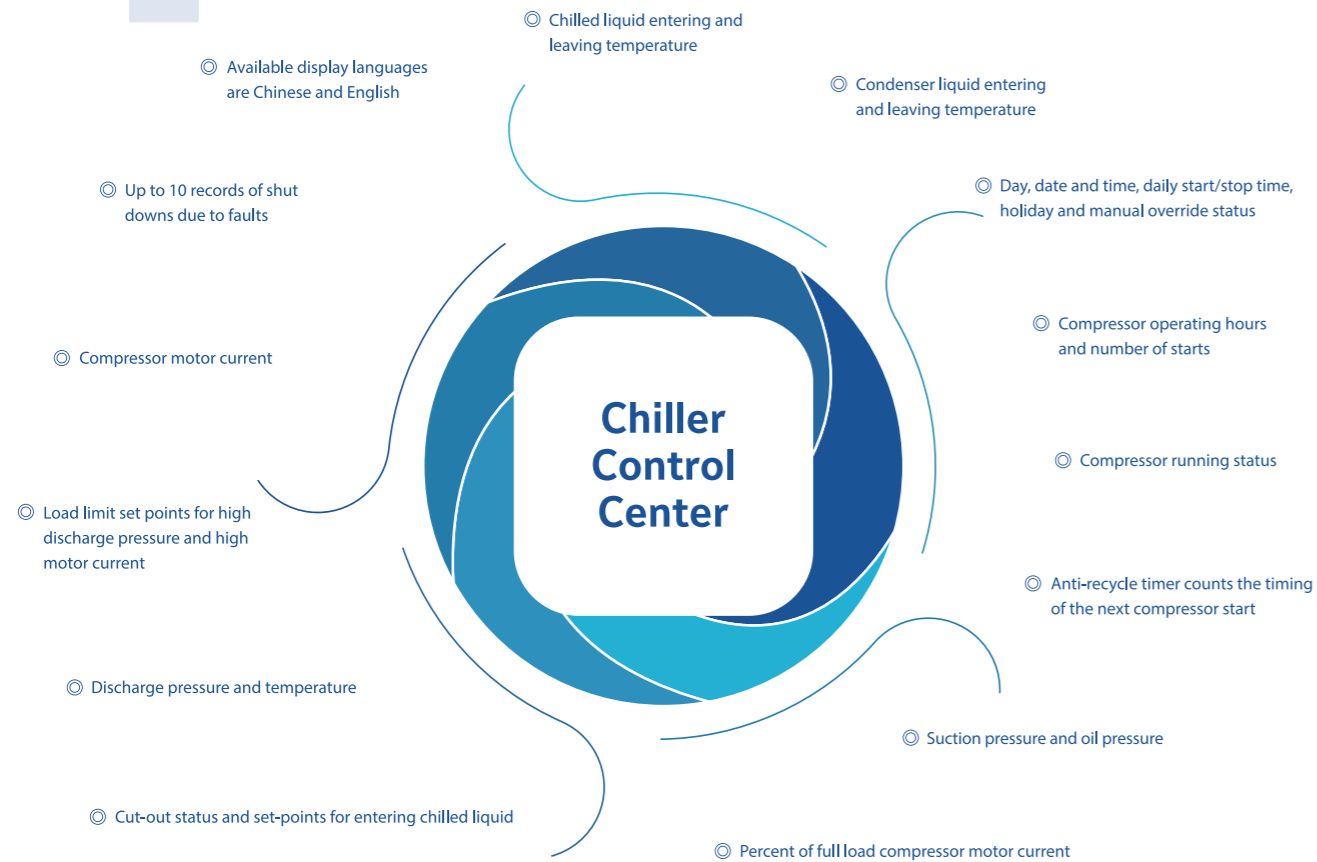 ◎ Chilled liquid entering and
leaving temperature
◎ Condenser liquid entering
and leaving temperature
◎ Day, date and time, daily start/stop time,
holiday and manual override status
◎ Compressor operating hours
and number of starts
◎ Compressor running status
◎ Anti-recycle timer counts the timing
of the next compressor start
◎ Suction pressure and oil pressure
◎ Percent of full load compressor motor current
◎ Cut-out status and set-points for entering chilled liquid
◎ Discharge pressure and temperature
◎ Load limit set points for high
discharge pressure and high
motor current
◎ Compressor motor current
◎ Up to 10 records of shut
downs due to faults
◎ Available display languages
are Chinese and English
Chiller
Control
Center